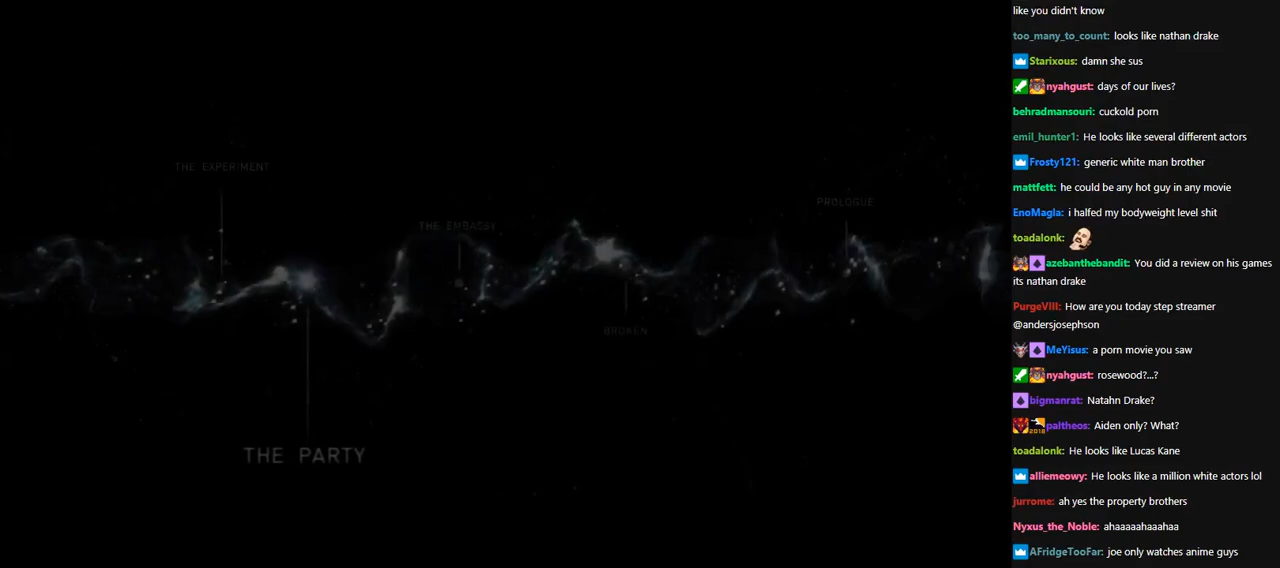 THE EXPERIMENT
PROLOGUE
THE EMBASSY
BROKEN
THE PARTY
like you didn't know
too_many_to_count: looks like nathan drake
Starixous: damn she sus
nyahgust: days of our lives?
behradmansouri: cuckold porn
emil_hunter1: He looks like several different actors
Frosty121: generic white man brother
mattfett: he could be any hot guy in any movie
EnoMagla: i halfed my bodyweight level shit
toadalonk:
azebanthebandit: You did a review on his games
its nathan drake
PurgeVIII: How are you today step streamer
@andersjosephson
MeYisus: a porn movie you saw
nyahgust: rosewood?...?
bigmanrat: Natahn Drake?
paltheos: Aiden only? What?
toadalonk: He looks like Lucas Kane
alliemeowy: He looks like a million white actors lol
jurrome: ah yes the property brothers
Nyxus_the_Noble: ahaaaaahaaahaa
AFridgeTooFar: joe only watches anime guys